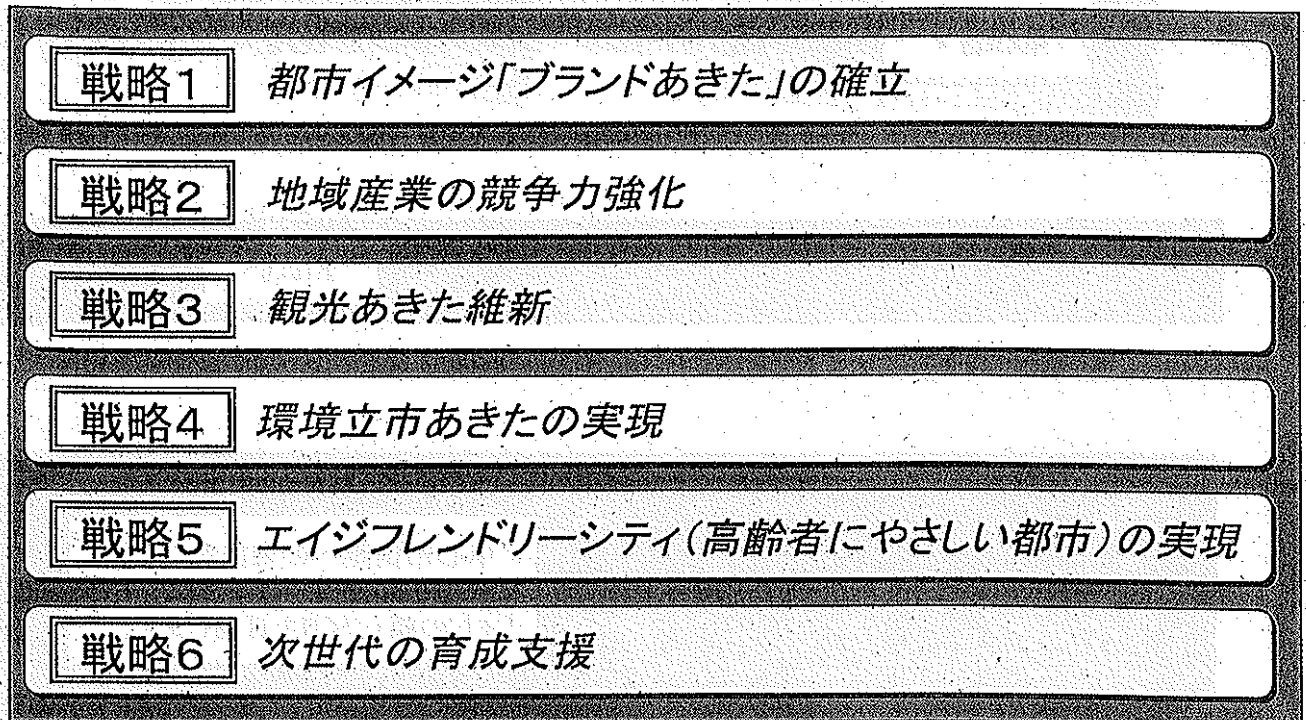 戦略1 都市イメージ「ブランドあきた」の確立
戦略2 地域産業の競争力強化
戦略3 観光あきた維新
戦略4 環境立市あきたの実現
戦略5 エイジフレンドリーシティ(高齢者にやさしい都市)の実現
戦略6 次世代の育成支援